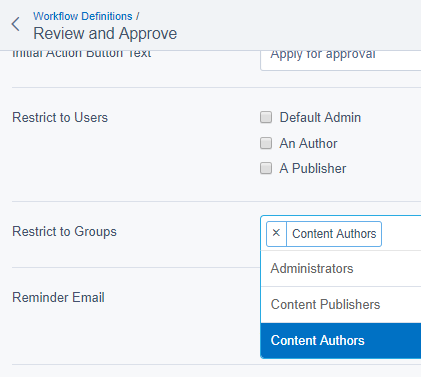 Workflow Definitions /
Review and Approve
Initial Action Button Text
Apply for approval
Restrict to Users
Default Admin
An Author
A Publisher
Restrict to Groups
× Content Authors
Administrators
Reminder Email
Content Publishers
Content Authors